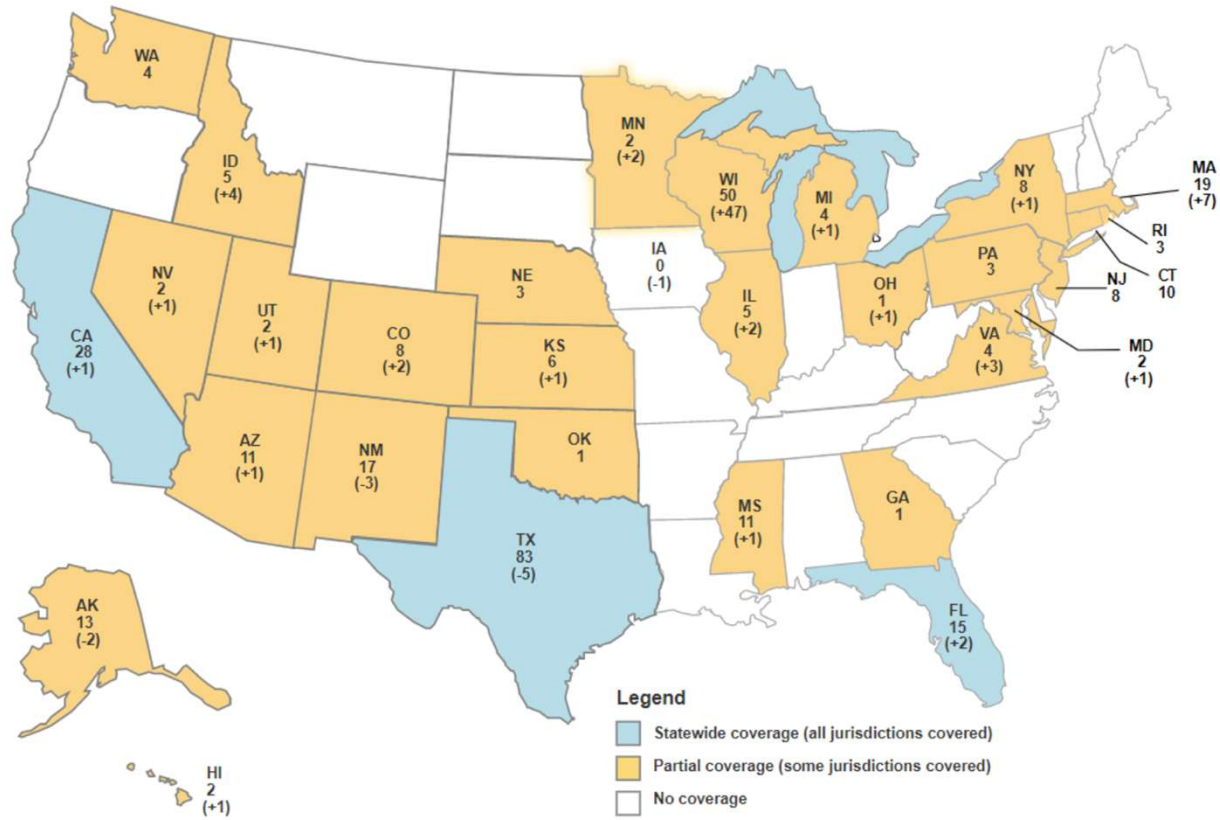 WA
4
ID
5
(+4)
MN
2
(+2)
WI
50
(+47)
MI
4
(+1)
NY
8
(+1)
MA
19
(+7)
RI
3
CT
10
NJ
8
PA
3
OH
1
(+1)
MD
2
(+1)
VA
4
(+3)
IA
0
(-1)
IL
5
(+2)
NE
3
NV
2
(+1)
UT
2
(+1)
CO
8
(+2)
KS
6
(+1)
CA
28
(+1)
AZ
11
(+1)
NM
17
(-3)
OK
1
TX
83
(-5)
MS
11
(+1)
GA
1
FL
15
(+2)
AK
13
(-2)
HI
2
(+1)
Legend
Statewide coverage (all jurisdictions covered)
Partial coverage (some jurisdictions covered)
No coverage